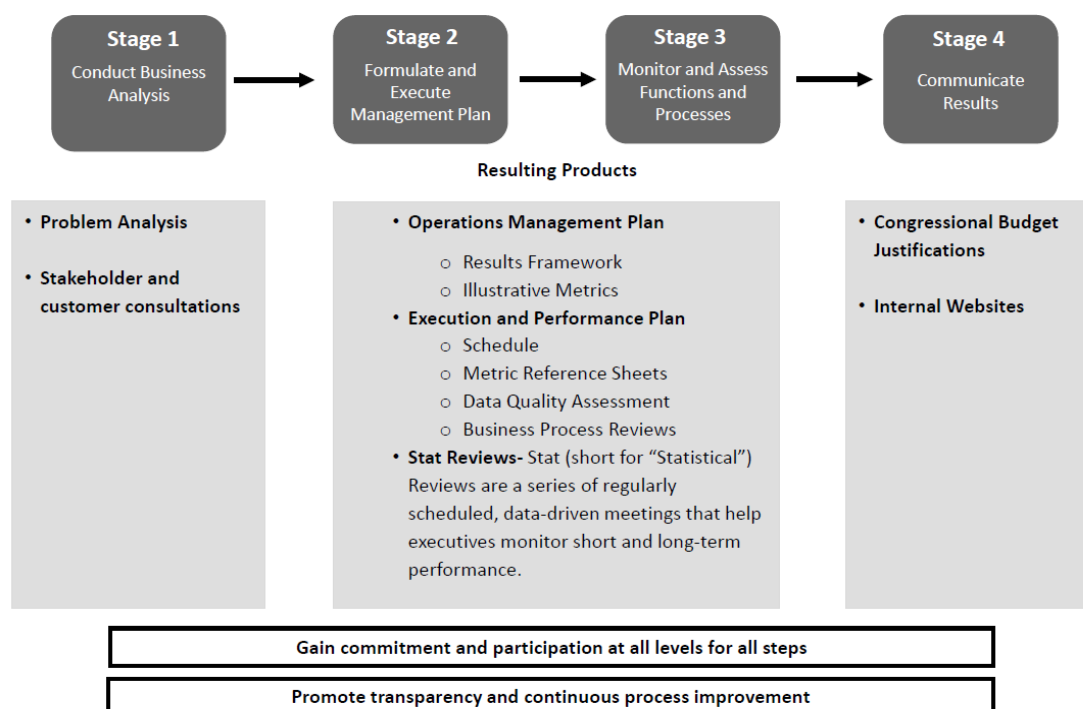 Stage 1
Conduct Business
Analysis
Stage 2
Formulate and
Execute
Management Plan
Stage 3
Monitor and Assess
Functions and
Processes
Stage 4
Communicate
Results
Resulting Products
• Problem Analysis
• Stakeholder and
customer consultations
• Operations Management Plan
o Results Framework
o Illustrative Metrics
• Execution and Performance Plan
o Schedule
o Metric Reference Sheets
o Data Quality Assessment
o Business Process Reviews
• Stat Reviews- Stat (short for “Statistical”)
Reviews are a series of regularly
scheduled, data-driven meetings that help
executives monitor short and long-term
performance.
• Congressional Budget
Justifications
• Internal Websites
Gain commitment and participation at all levels for all steps
Promote transparency and continuous process improvement